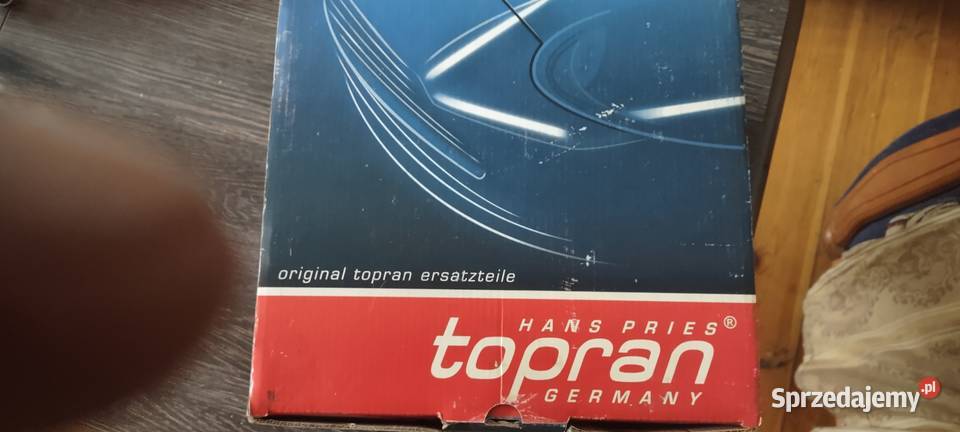 original topran ersatzteile
HANS PRIES®
topran
GERMANY
Sprzedajemy.pl